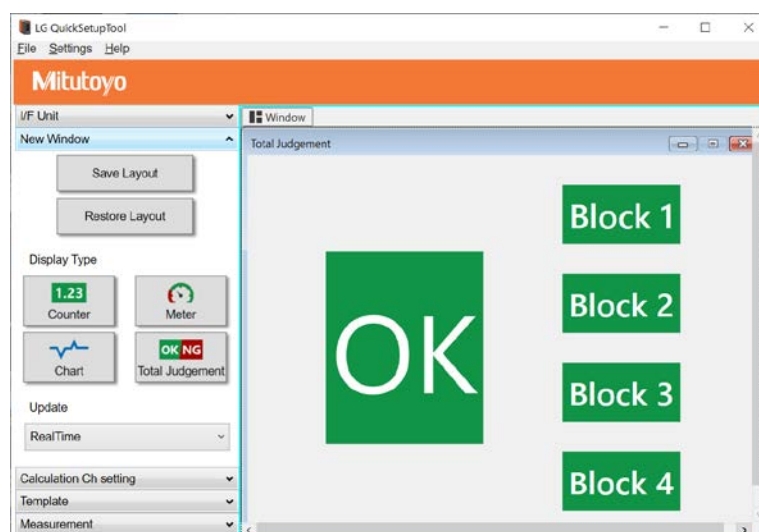 LG QuickSetupTool
File Settings Help
Mitutoyo
I/F Unit
New Window
Save Layout
Restore Layout
Display Type
1.23
Counter
Meter
Chart
OK NG
Total Judgement
Update
RealTime
Calculation Ch setting
Template
Measurement
Window
Total Judgement
OK
Block 1
Block 2
Block 3
Block 4